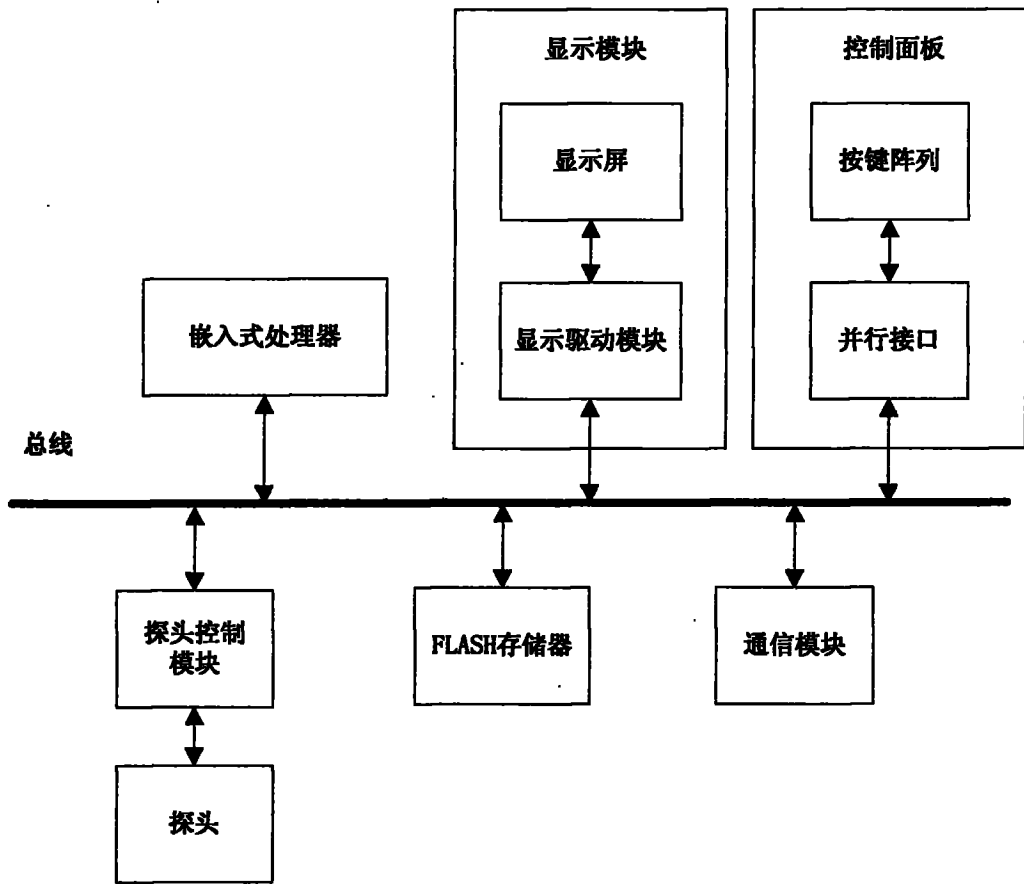 显示模块
控制面板
显示屏
按键阵列
嵌入式处理器
显示驱动模块
并行接口
总线
探头控制
模块
FLASH存储器
通信模块
探头